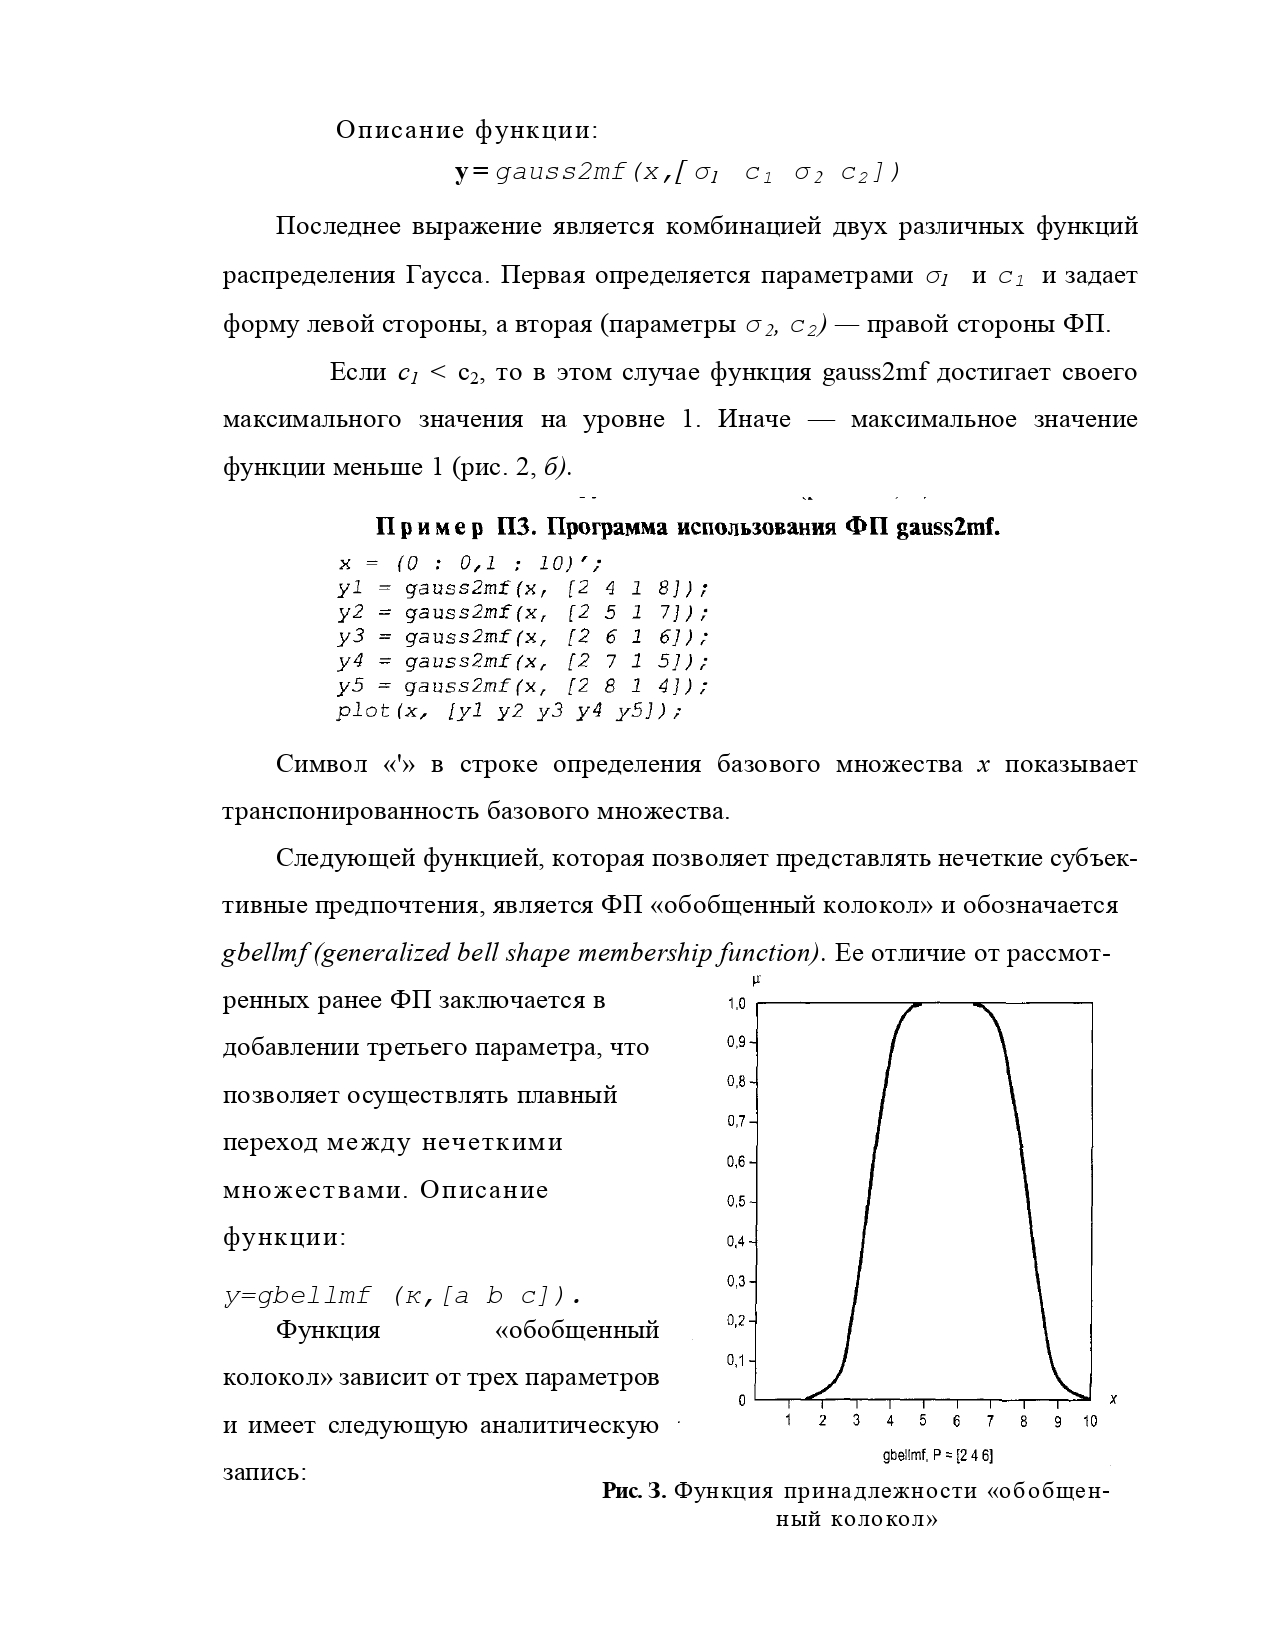 Описание функции:
y=gauss2mf(x,[σ1 c1 σ2 c2])
Последнее выражение является комбинацией двух различных функций
распределения Гаусса. Первая определяется параметрами σ1 и c1 и задает
форму левой стороны, а вторая (параметры σ2, c2) — правой стороны ФП.
Если c1 < c2, то в этом случае функция gauss2mf достигает своего
максимального значения на уровне 1. Иначе — максимальное значение
функции меньше 1 (рис. 2, б).
Пример П3. Программа использования ФП gauss2mf.
x = (0 : 0,1 : 10)';
y1 = gauss2mf(x, [2 4 1 8]);
y2 = gauss2mf(x, [2 5 1 7]);
y3 = gauss2mf(x, [2 6 1 6]);
y4 = gauss2mf(x, [2 7 1 5]);
y5 = gauss2mf(x, [2 8 1 4]);
plot(x, [y1 y2 y3 y4 y5]);
Символ «'» в строке определения базового множества x показывает
транспонированность базового множества.
Следующей функцией, которая позволяет представлять нечеткие субъек-
тивные предпочтения, является ФП «обобщенный колокол» и обозначается
gbellmf (generalized bell shape membership function). Ее отличие от рассмот-
ренных ранее ФП заключается в
добавлении третьего параметра, что
позволяет осуществлять плавный
переход между нечеткими
множествами. Описание
функции:
y=gbellmf (к,[a b c]).
Функция «обобщенный
колокол» зависит от трех параметров
и имеет следующую аналитическую
запись:
μ
1,0
0,9
0,8
0,7
0,6
0,5
0,4
0,3
0,2
0,1
0
1 2 3 4 5 6 7 8 9 10
x
gbellmf, P = [2 4 6]
Рис. 3. Функция принадлежности «обобщен-
ный колокол»